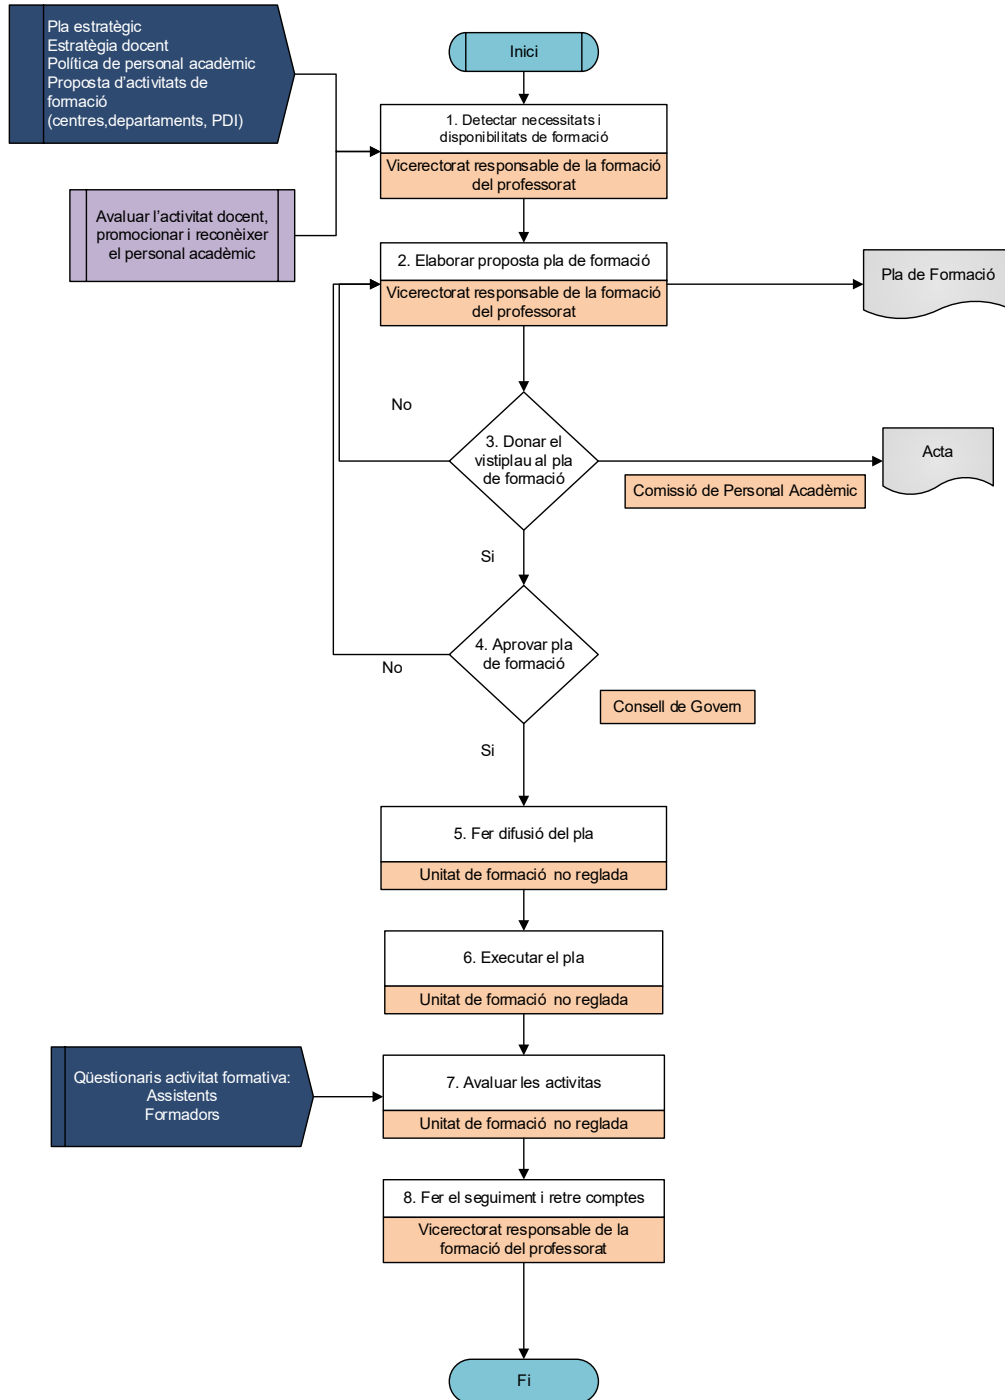 Pla estratègic
Estratègia docent
Política de personal acadèmic
Proposta d'activitats de
formació
(centres,departaments, PDI)
Inici
1. Detectar necessitats i
disponibilitats de formació
Vicerectorat responsable de la formació
del professorat
Avaluar l'activitat docent,
promocionar i reconèixer
el personal acadèmic
2. Elaborar proposta pla de formació
Vicerectorat responsable de la formació
del professorat
Pla de Formació
No
3. Donar el
vistiplau al pla
de formació
Comissió de Personal Acadèmic
Acta
Si
4. Aprovar pla
de formació
No
Consell de Govern
Si
5. Fer difusió del pla
Unitat de formació no reglada
6. Executar el pla
Unitat de formació no reglada
Qüestionaris activitat formativa:
Assistents
Formadors
7. Avaluar les activitas
Unitat de formació no reglada
8. Fer el seguiment i retre comptes
Vicerectorat responsable de la
formació del professorat
Fi